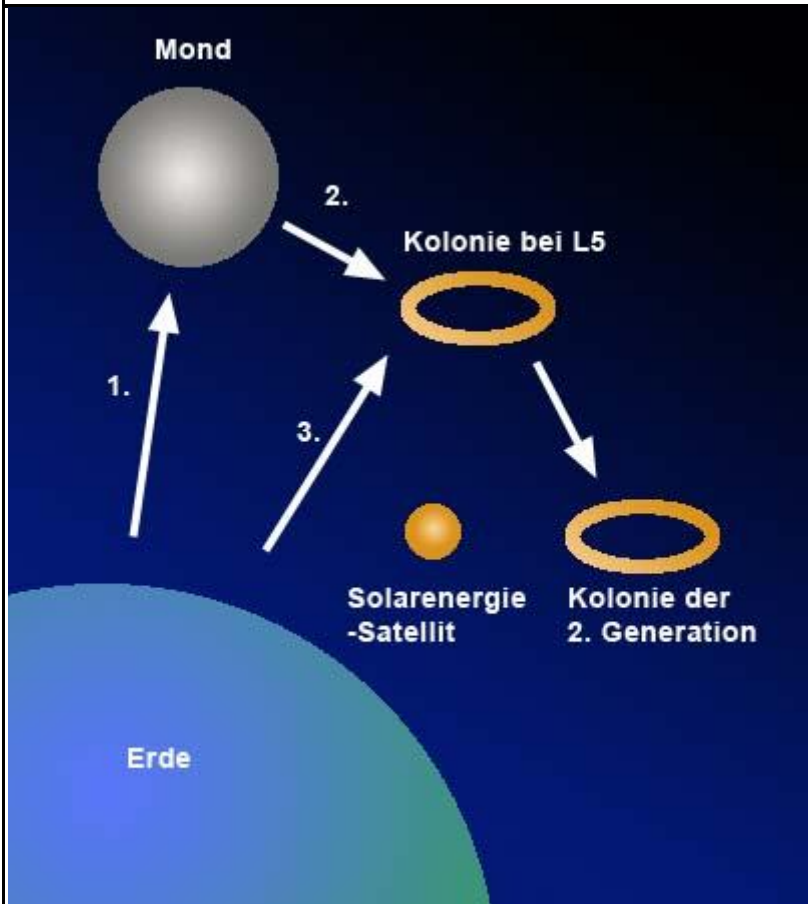 Mond
2.
Kolonie bei L5
1.
3.
Solarenergie
-Satellit
Kolonie der
2. Generation
Erde